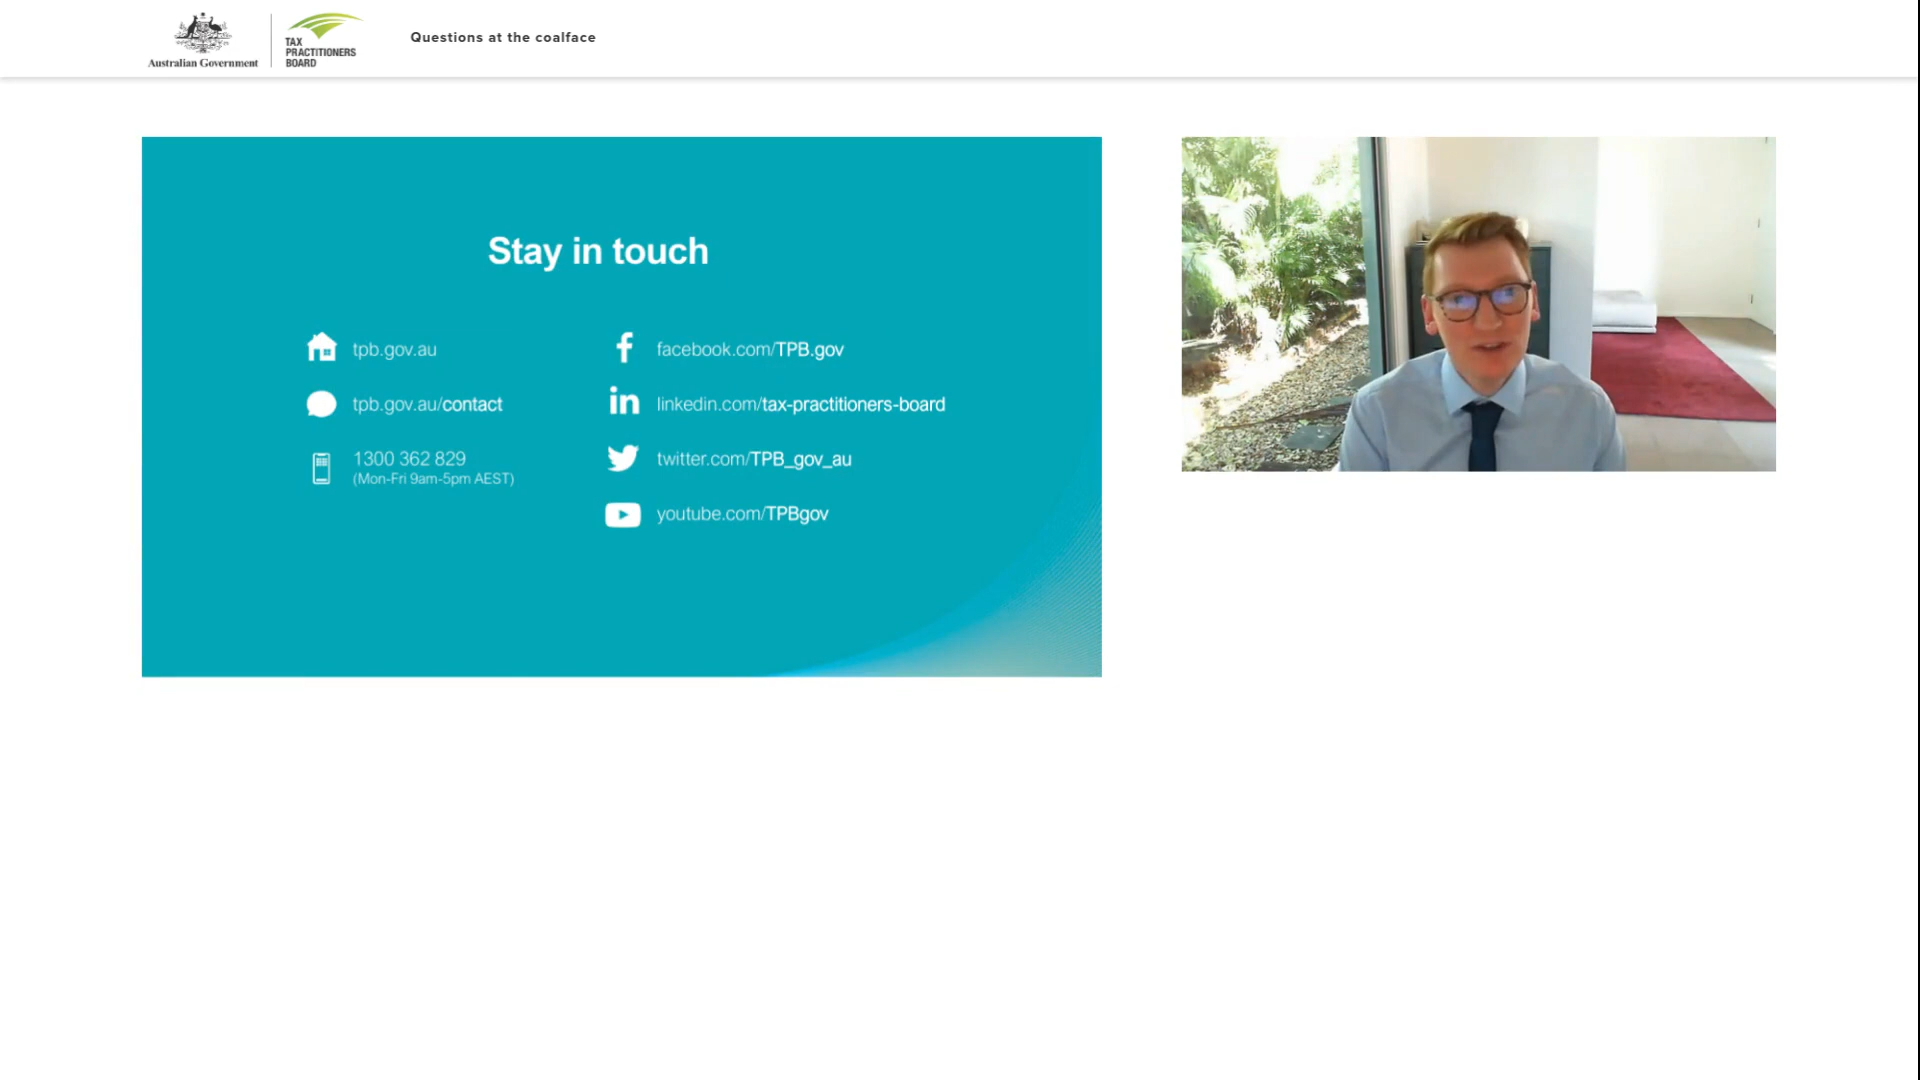 Australian Government
TAX
PRACTITIONERS
BOARD
Questions at the coalface
Stay in touch
tpb.gov.au
tpb.gov.au/contact
1300 362 829
(Mon-Fri 9am-5pm AEST)
facebook.com/TPB.gov
linkedin.com/tax-practitioners-board
twitter.com/TPB_gov_au
youtube.com/TPBgov